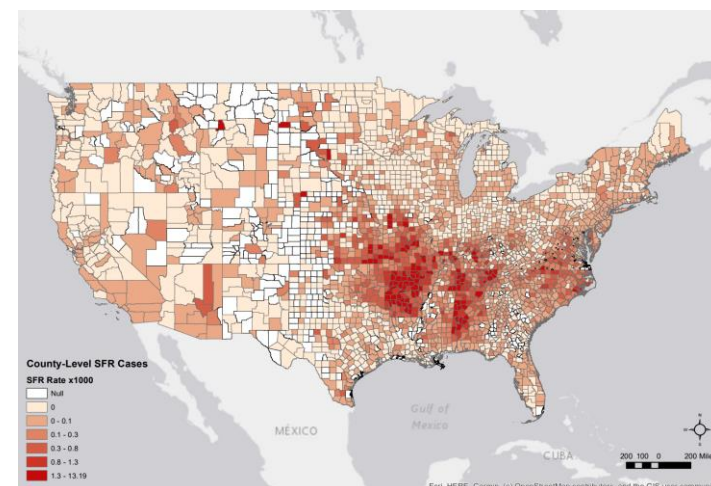 County-Level SFR Cases
SFR Rate x1000
Null
0
0 - 0.1
0.1 - 0.3
0.3 - 0.8
0.8 - 1.3
1.3 - 13.19
MÉXICO
Gulf of
Mexico
CUBA
N
200 100 0 200 Miles